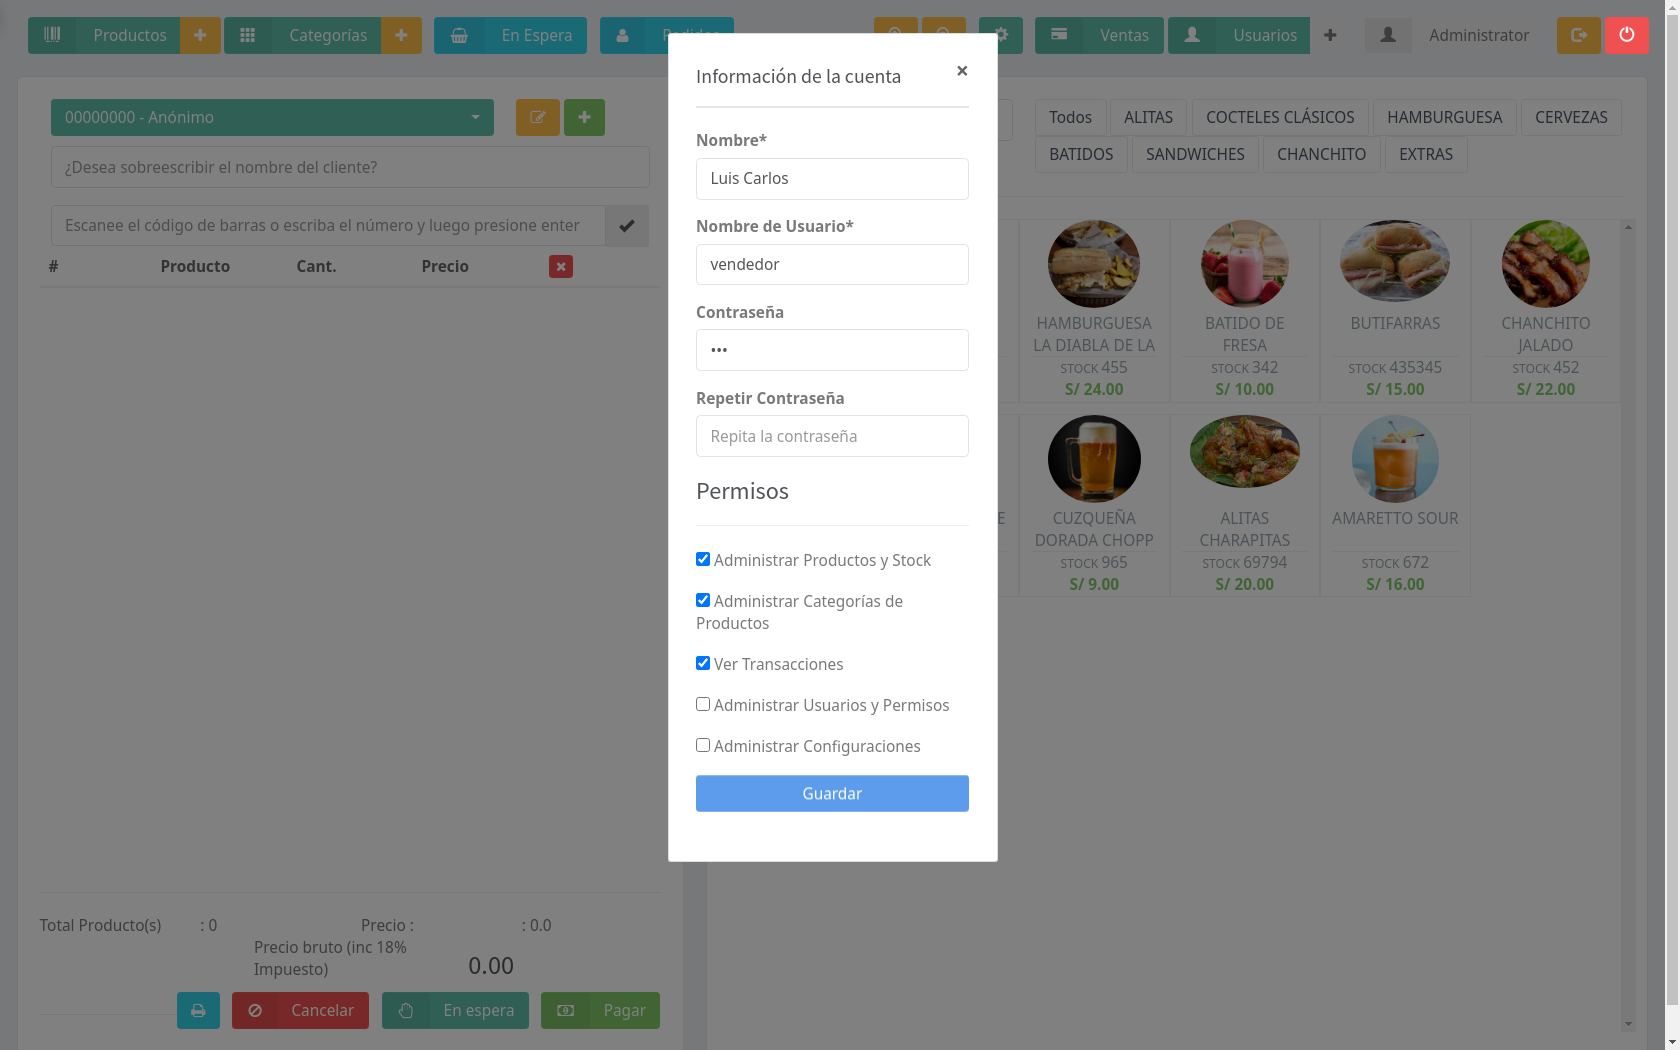 Productos
Categorías
En Espera
Ventas
Usuarios
Administrator
Información de la cuenta
×
00000000 - Anónimo
Todos
ALITAS
COCTELES CLÁSICOS
HAMBURGUESA
CERVEZAS
BATIDOS
SANDWICHES
CHANCHITO
EXTRAS
¿Desea sobreescribir el nombre del cliente?
Escanee el código de barras o escriba el número y luego presione enter
# Producto Cant. Precio
Nombre*
Luis Carlos
Nombre de Usuario*
vendedor
Contraseña
•••
Repetir Contraseña
Repita la contraseña
Permisos
Administrar Productos y Stock
Administrar Categorías de
Productos
Ver Transacciones
Administrar Usuarios y Permisos
Administrar Configuraciones
Guardar
HAMBURGUESA
LA DIABLA DE LA
STOCK 455
S/ 24.00
BATIDO DE
FRESA
STOCK 342
S/ 10.00
BUTIFARRAS
STOCK 435345
S/ 15.00
CHANCHITO
JALADO
STOCK 452
S/ 22.00
CUZQUEÑA
DORADA CHOPP
STOCK 965
S/ 9.00
ALITAS
CHARAPITAS
STOCK 69794
S/ 20.00
AMARETTO SOUR
STOCK 672
S/ 16.00
Total Producto(s) : 0 Precio : : 0.0
Precio bruto (inc 18%
Impuesto)
0.00
Cancelar
En espera
Pagar